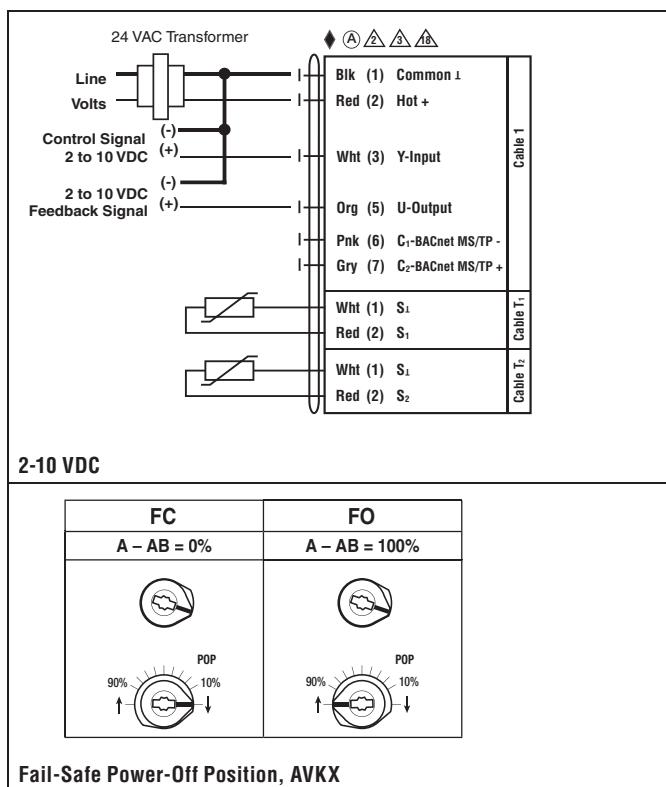 24 VAC Transformer
A 2 3 18
Line
Volts
Control Signal (-)
2 to 10 VDC (+)
2 to 10 VDC (-)
Feedback Signal (+)
Blk (1) Common ⊥
Red (2) Hot +
Wht (3) Y-Input
Org (5) U-Output
Pnk (6) C₁-BACnet MS/TP -
Gry (7) C₂-BACnet MS/TP +
Cable 1
Wht (1) S⊥
Red (2) S₁
Cable T₁
Wht (1) S⊥
Red (2) S₂
Cable T₂
2-10 VDC
FC
FO
A – AB = 0%
A – AB = 100%
POP
90% 10%
POP
90% 10%
Fail-Safe Power-Off Position, AVKX